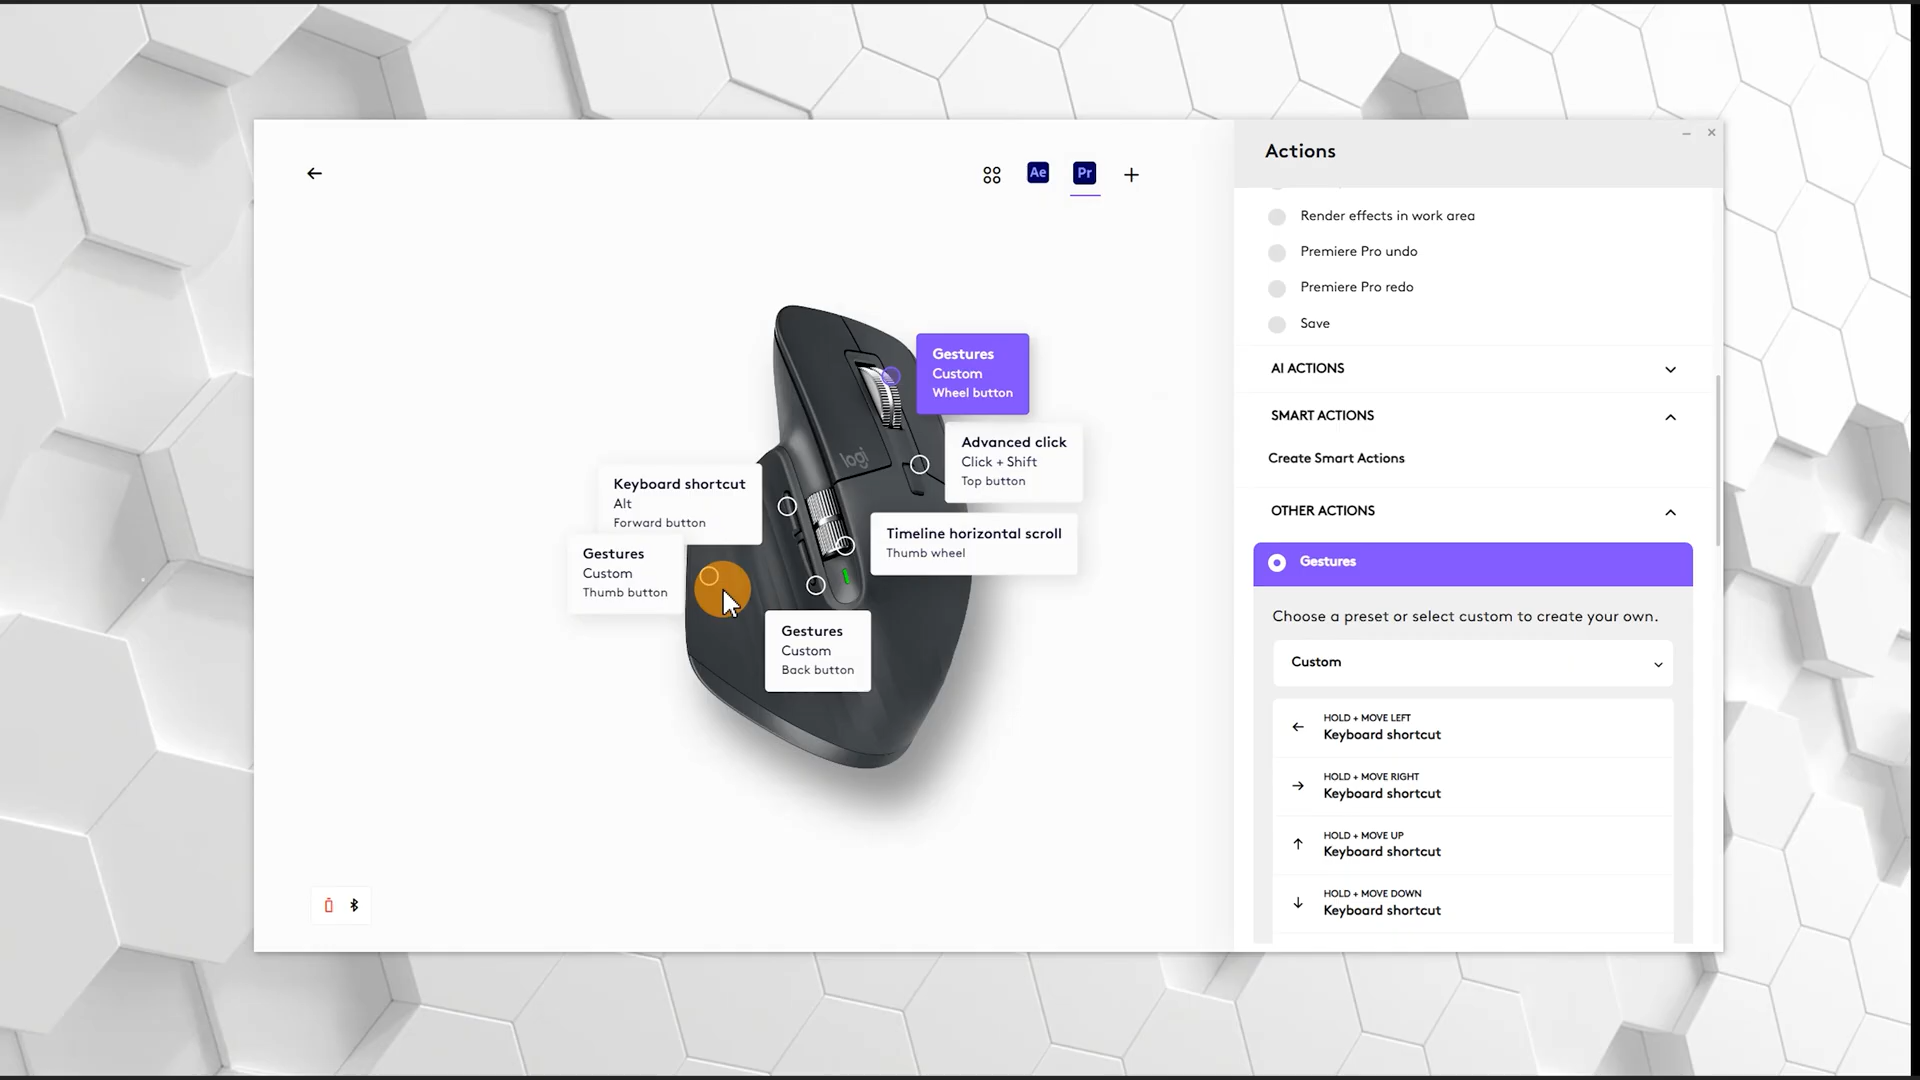 Ae
Pr
Actions
Render effects in work area
Premiere Pro undo
Premiere Pro redo
Save
AI ACTIONS
SMART ACTIONS
Create Smart Actions
OTHER ACTIONS
Gestures
Choose a preset or select custom to create your own.
Custom
HOLD + MOVE LEFT
Keyboard shortcut
HOLD + MOVE RIGHT
Keyboard shortcut
HOLD + MOVE UP
Keyboard shortcut
HOLD + MOVE DOWN
Keyboard shortcut
Gestures
Custom
Wheel button
Advanced click
Click + Shift
Top button
logi
Keyboard shortcut
Alt
Forward button
Timeline horizontal scroll
Thumb wheel
Gestures
Custom
Thumb button
Gestures
Custom
Back button